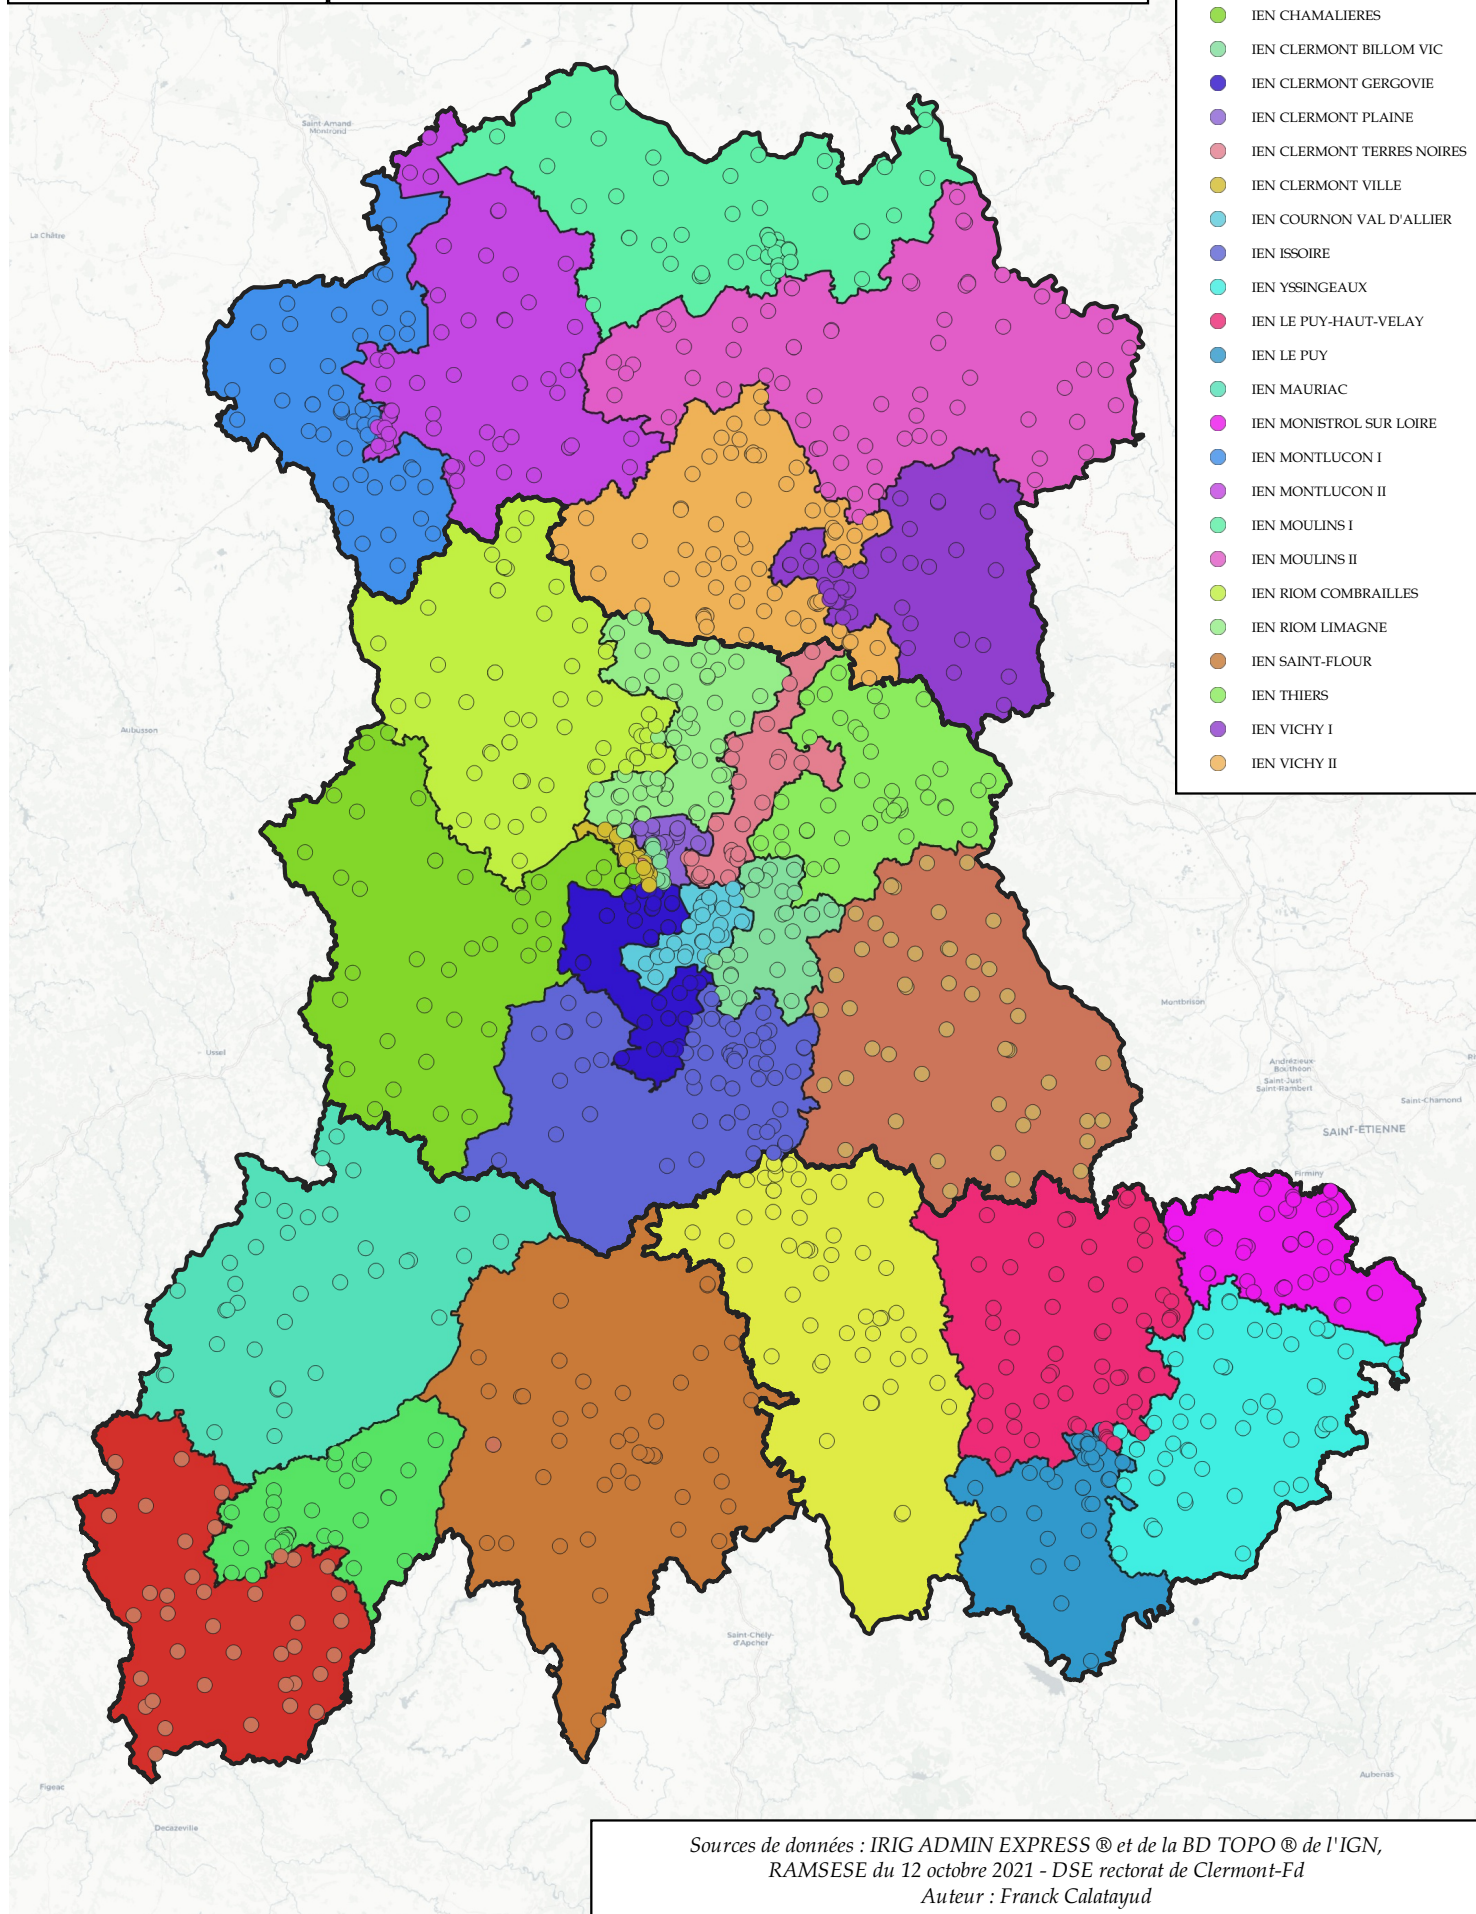 IEN CHAMALIERES
IEN CLERMONT BILLOM VIC
IEN CLERMONT GERGOVIE
IEN CLERMONT PLAINE
IEN CLERMONT TERRES NOIRES
IEN CLERMONT VILLE
IEN COURNON VAL D'ALLIER
IEN ISSOIRE
IEN YSSINGEAUX
IEN LE PUY-HAUT-VELAY
IEN LE PUY
IEN MAURIAC
IEN MONISTROL SUR LOIRE
IEN MONTLUCON I
IEN MONTLUCON II
IEN MOULINS I
IEN MOULINS II
IEN RIOM COMBRAILLES
IEN RIOM LIMAGNE
IEN SAINT-FLOUR
IEN THIERS
IEN VICHY I
IEN VICHY II
Saint-Amand
Montrond
La Châtre
Aubusson
Ussel
Montbrison
Andrézieux
Bouthéon
Saint-Just
Saint-Rambert
Saint-Chamond
SAINT-ÉTIENNE
Firminy
Saint-Chély-
d'Apcher
Figeac
Decazeville
Aubenas
Sources de données : IRIG ADMIN EXPRESS ® et de la BD TOPO ® de l'IGN,
RAMSESE du 12 octobre 2021 - DSE rectorat de Clermont-Fd
Auteur : Franck Calatayud